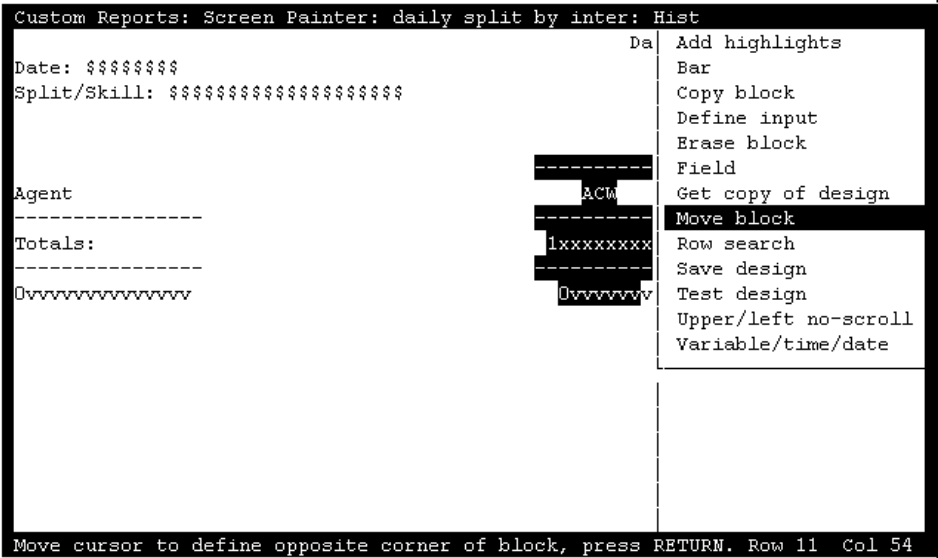 Custom Reports: Screen Painter: daily split by inter: Hist
Da
Date: $$$$$$$$
Split/Skill: $$$$$$$$$$$$$$$$$$$$
----------
Agent ACW
---------------- ----------
Totals: 1xxxxxxxx
---------------- ----------
0vvvvvvvvvvvvvv 0vvvvvvv
Add highlights
Bar
Copy block
Define input
Erase block
Field
Get copy of design
Move block
Row search
Save design
Test design
Upper/left no-scroll
Variable/time/date
Move cursor to define opposite corner of block, press RETURN. Row 11 Col 54